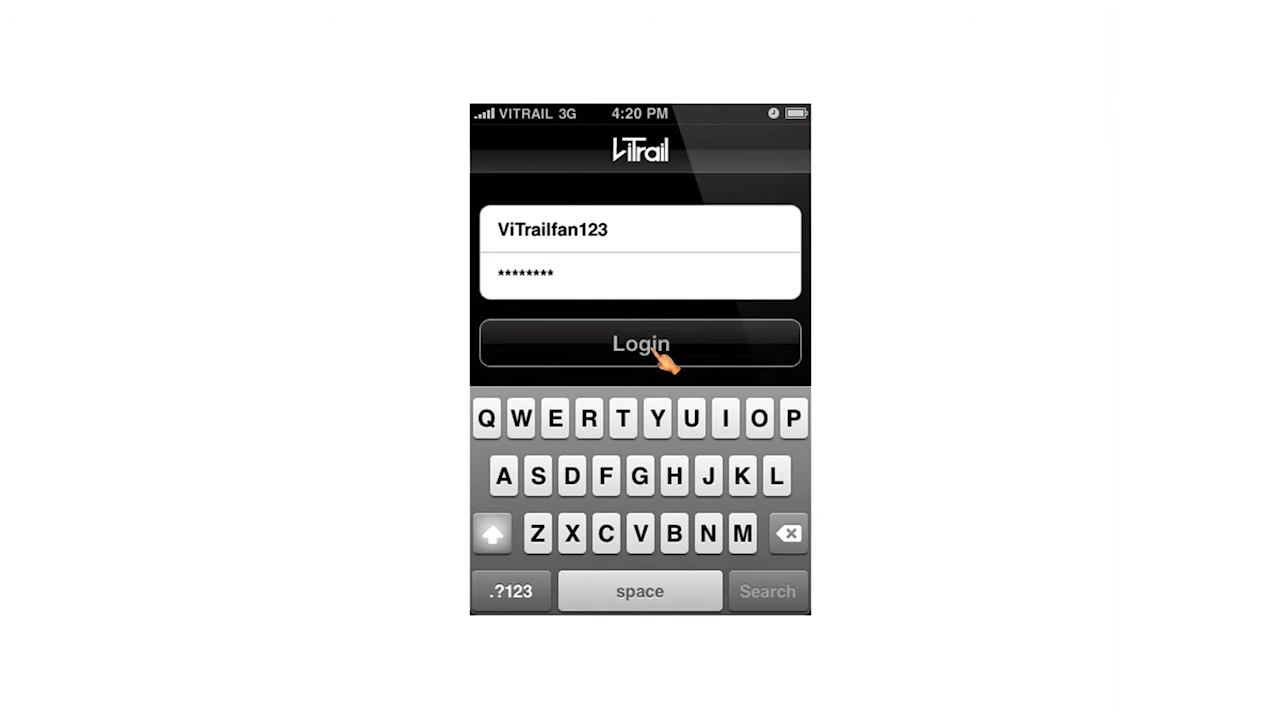 VITRAIL 3G 4:20 PM
ViTrail
ViTrailfan123
********
Login
Q W E R T Y U I O P
A S D F G H J K L
Z X C V B N M
.?123 space Search